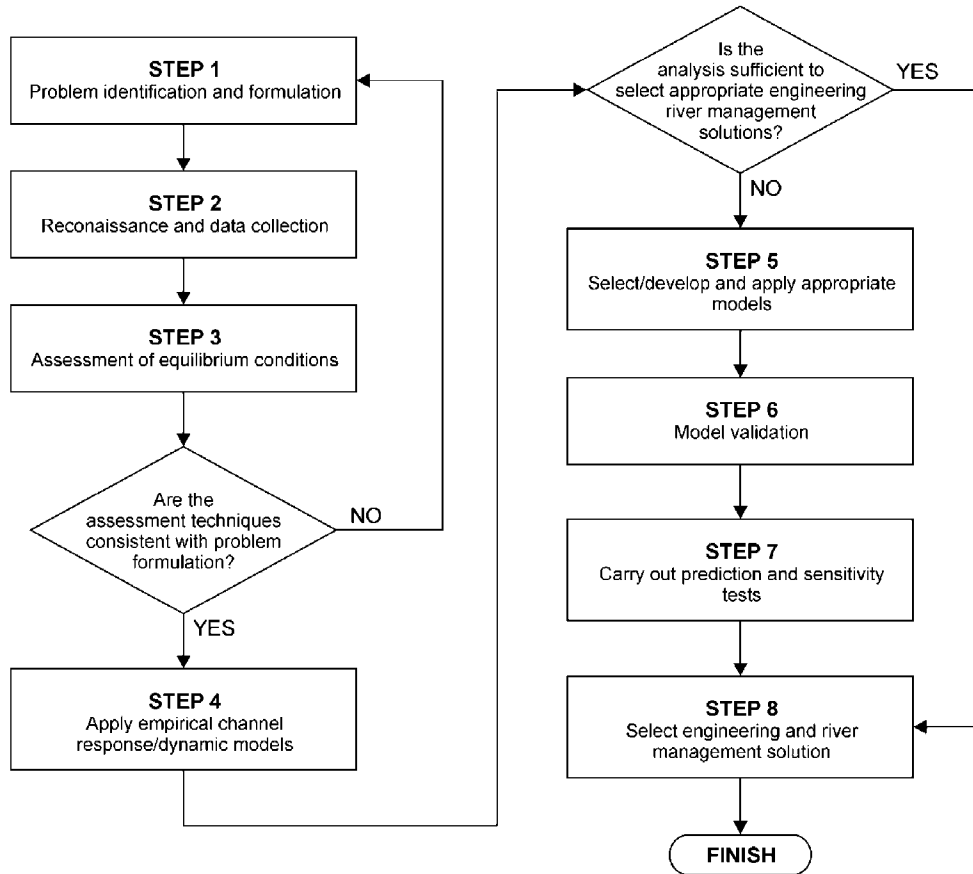 STEP 1
Problem identification and formulation
STEP 2
Reconaissance and data collection
STEP 3
Assessment of equilibrium conditions
Are the
assessment techniques
consistent with problem
formulation?
NO
YES
STEP 4
Apply empirical channel
response/dynamic models
Is the
analysis sufficient to
select appropriate engineering
river management
solutions?
YES
NO
STEP 5
Select/develop and apply appropriate
models
STEP 6
Model validation
STEP 7
Carry out prediction and sensitivity
tests
STEP 8
Select engineering and river
management solution
FINISH